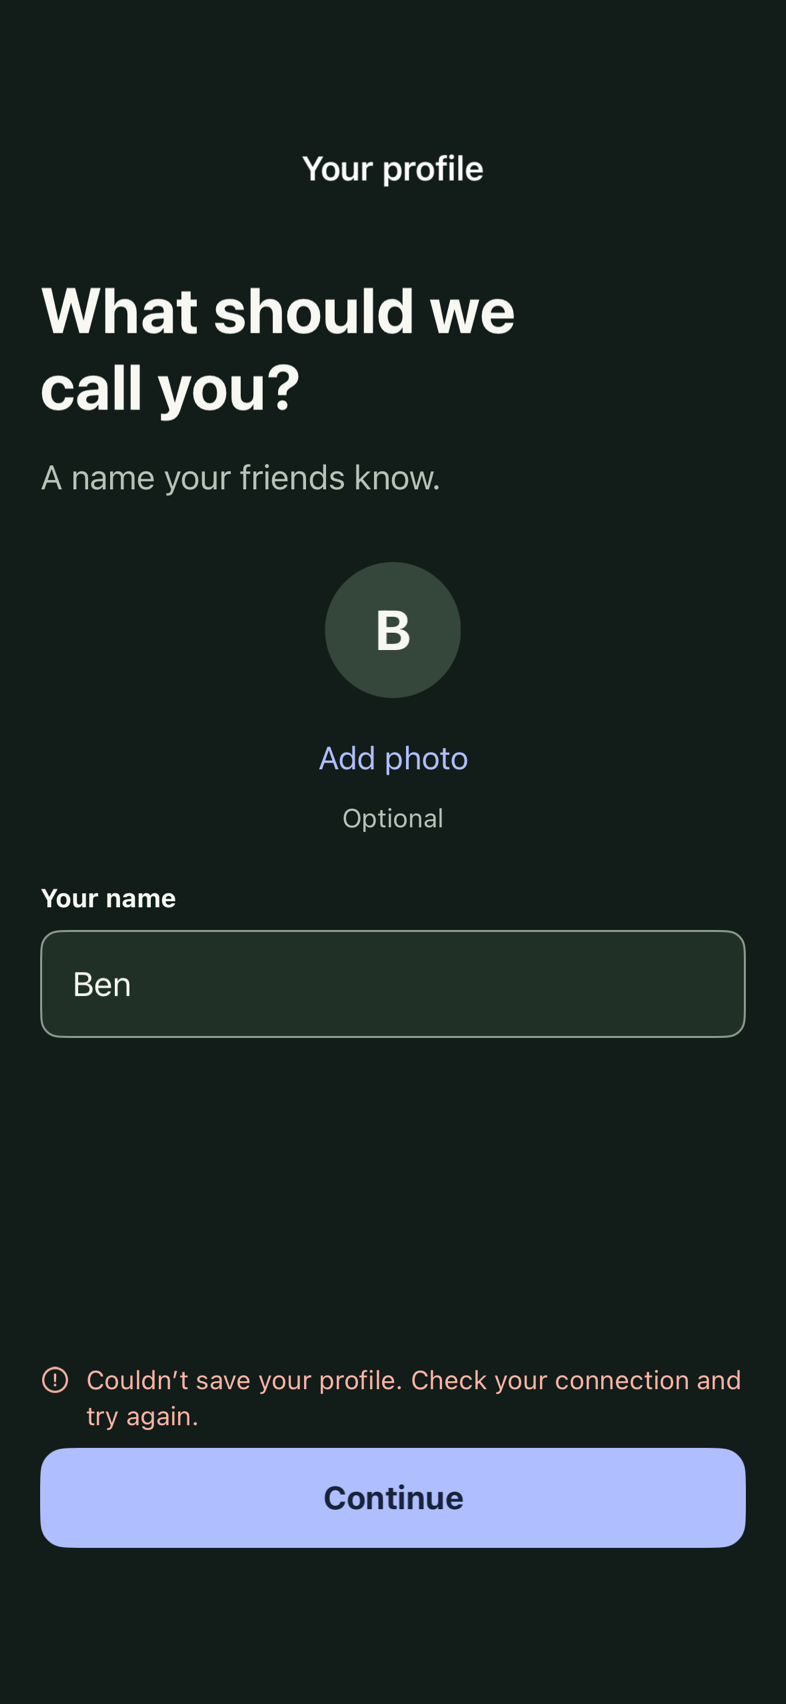 Your profile
What should we
call you?
A name your friends know.
B
Add photo
Optional
Your name
Ben
Couldn’t save your profile. Check your connection and
try again.
Continue